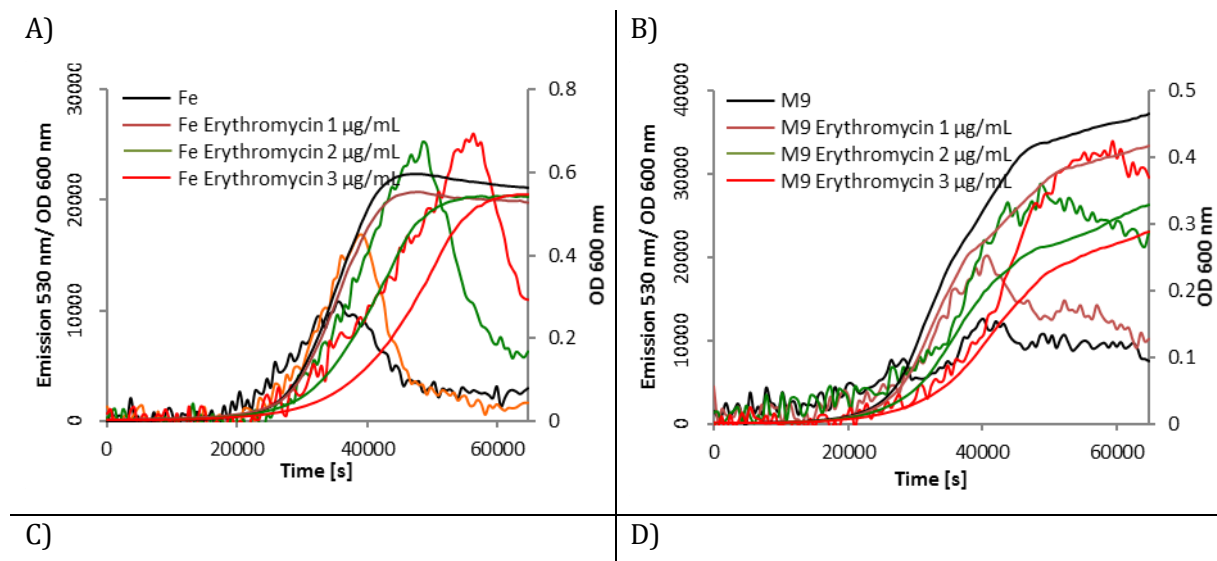 A)
Emission 530 nm/ OD 600 nm
30000
20000
10000
0
Fe
Fe Erythromycin 1 µg/mL
Fe Erythromycin 2 µg/mL
Fe Erythromycin 3 µg/mL
0.8
0.6
0.4
0.2
0
OD 600 nm
0
20000
40000
60000
Time [s]
B)
Emission 530 nm/ OD 600 nm
40000
30000
20000
10000
0
M9
M9 Erythromycin 1 µg/mL
M9 Erythromycin 2 µg/mL
M9 Erythromycin 3 µg/mL
0.5
0.4
0.3
0.2
0.1
0
OD 600 nm
0
20000
40000
60000
Time [s]
C)
D)